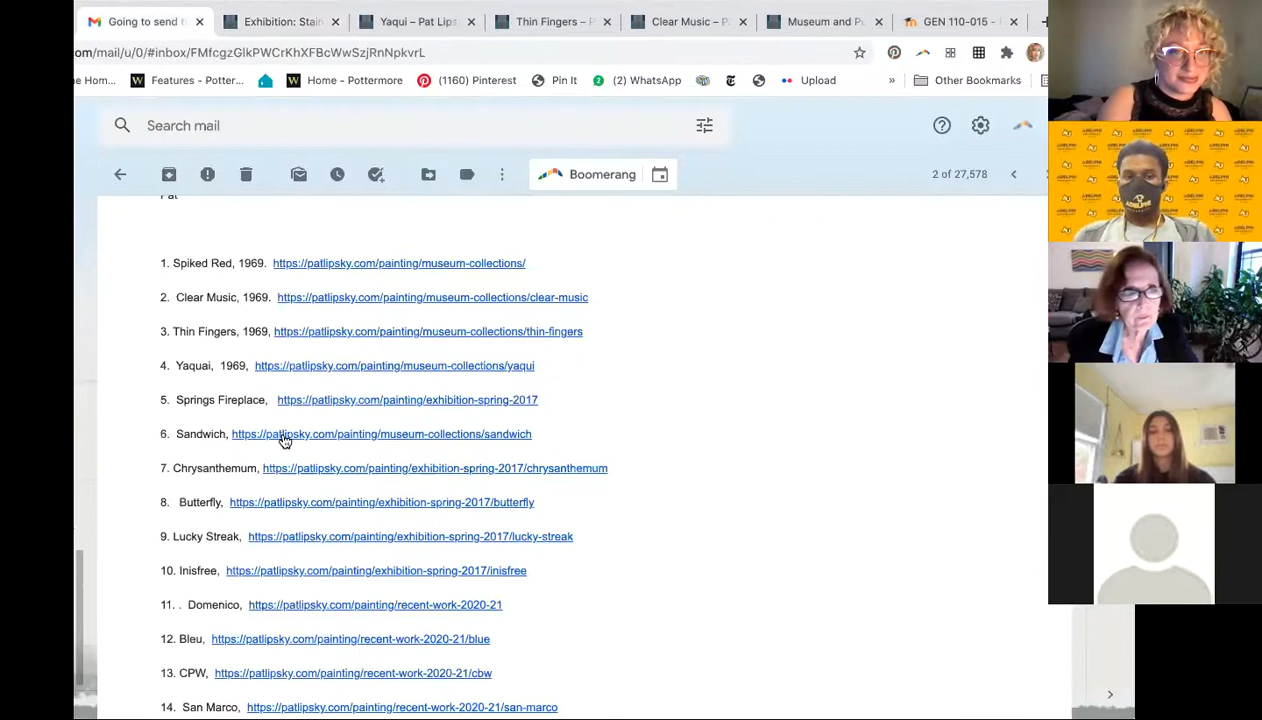 Going to send t
Exhibition: Stain
Yaqui – Pat Lips
Thin Fingers – P
Clear Music – P
Museum and Pu
GEN 110-015 -
om/mail/u/0/#inbox/FMfcgzGlkPWCrKhXFBcWwSzjRnNpkvrL
he Hom...
Features - Potter...
Home - Pottermore
(1160) Pinterest
Pin It
(2) WhatsApp
Upload
»
Other Bookmarks
Search mail
Boomerang
2 of 27,578
Pat
1. Spiked Red, 1969. https://patlipsky.com/painting/museum-collections/
2. Clear Music, 1969. https://patlipsky.com/painting/museum-collections/clear-music
3. Thin Fingers, 1969, https://patlipsky.com/painting/museum-collections/thin-fingers
4. Yaquai, 1969, https://patlipsky.com/painting/museum-collections/yaqui
5. Springs Fireplace, https://patlipsky.com/painting/exhibition-spring-2017
6. Sandwich, https://patlipsky.com/painting/museum-collections/sandwich
7. Chrysanthemum, https://patlipsky.com/painting/exhibition-spring-2017/chrysanthemum
8. Butterfly, https://patlipsky.com/painting/exhibition-spring-2017/butterfly
9. Lucky Streak, https://patlipsky.com/painting/exhibition-spring-2017/lucky-streak
10. Inisfree, https://patlipsky.com/painting/exhibition-spring-2017/inisfree
11. . Domenico, https://patlipsky.com/painting/recent-work-2020-21
12. Bleu, https://patlipsky.com/painting/recent-work-2020-21/blue
13. CPW, https://patlipsky.com/painting/recent-work-2020-21/cbw
14. San Marco, https://patlipsky.com/painting/recent-work-2020-21/san-marco
ADELPHI